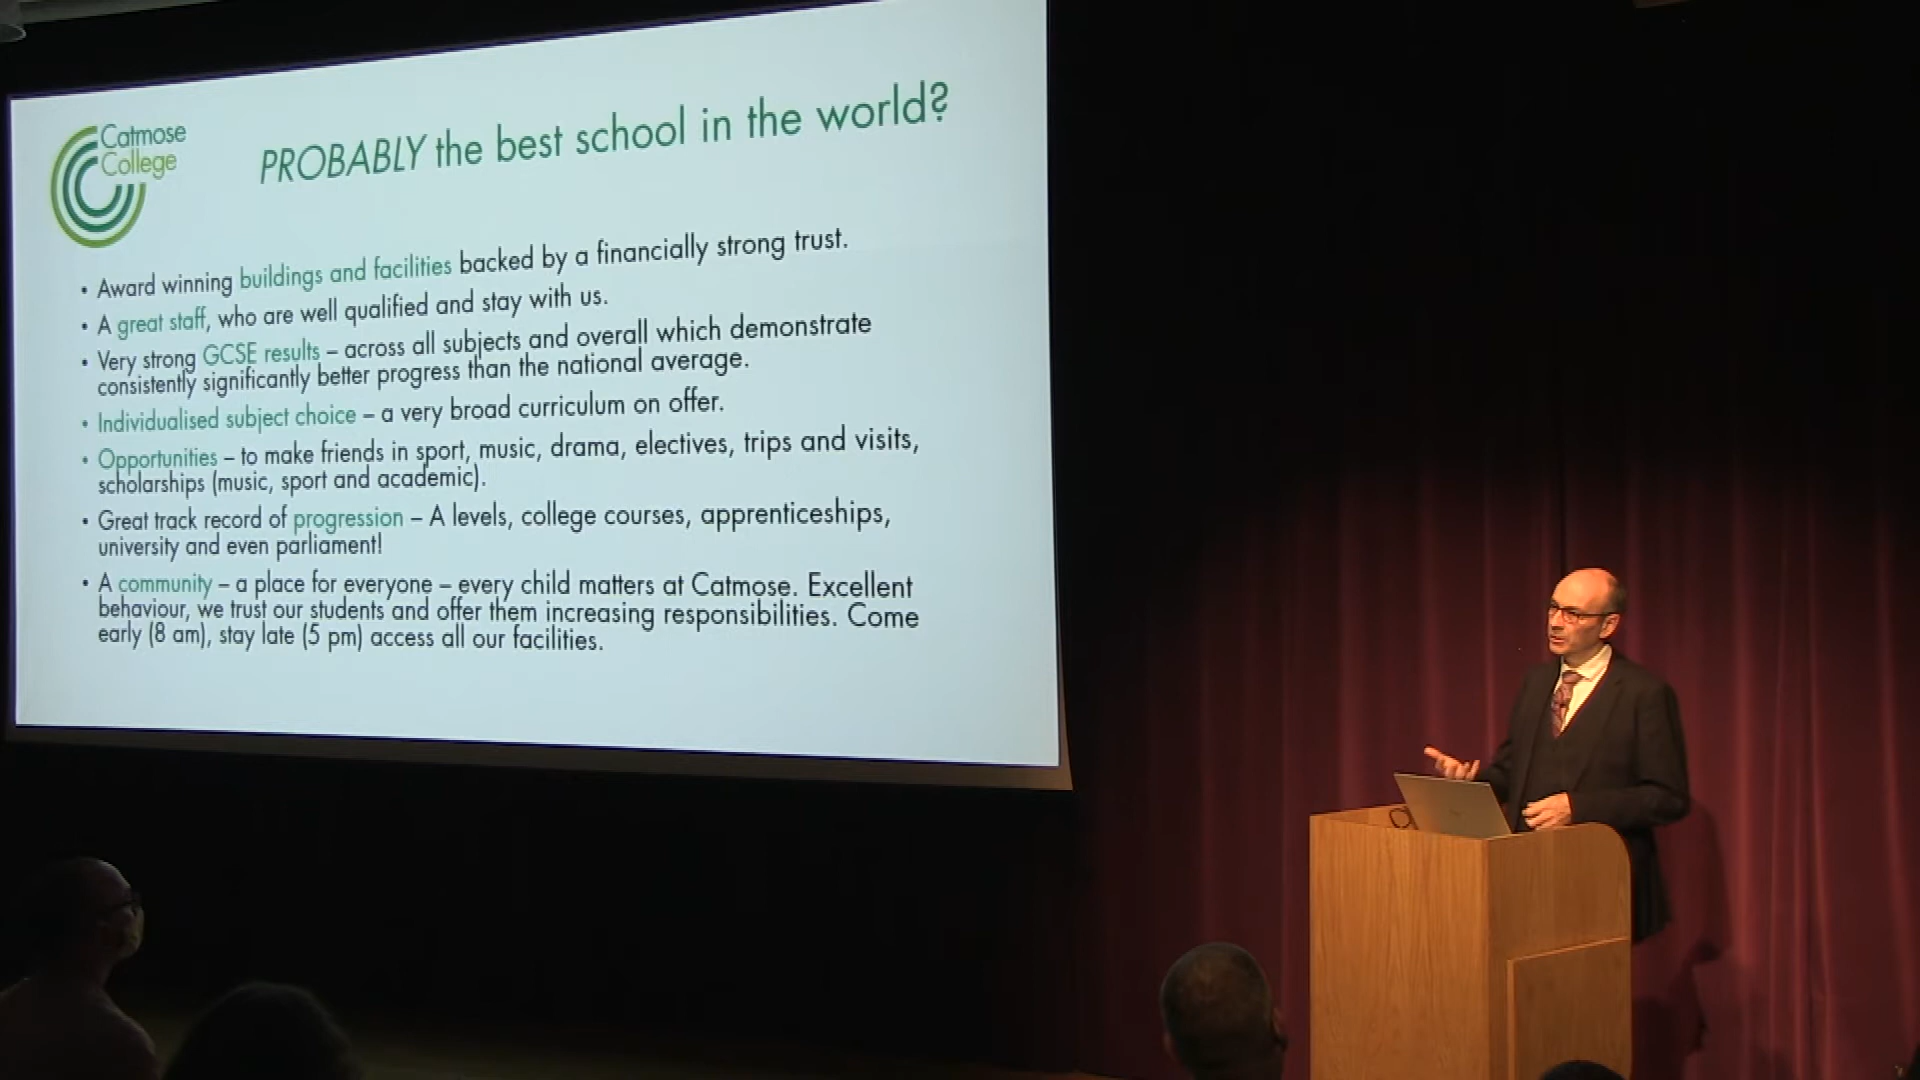 Catmose
College
PROBABLY the best school in the world?
• Award winning buildings and facilities backed by a financially strong trust.
• A great staff, who are well qualified and stay with us.
• Very strong GCSE results – across all subjects and overall which demonstrate
consistently significantly better progress than the national average.
• Individualised subject choice – a very broad curriculum on offer.
• Opportunities – to make friends in sport, music, drama, electives, trips and visits,
scholarships (music, sport and academic).
• Great track record of progression – A levels, college courses, apprenticeships,
university and even parliament!
• A community – a place for everyone – every child matters at Catmose. Excellent
behaviour, we trust our students and offer them increasing responsibilities. Come
early (8 am), stay late (5 pm) access all our facilities.